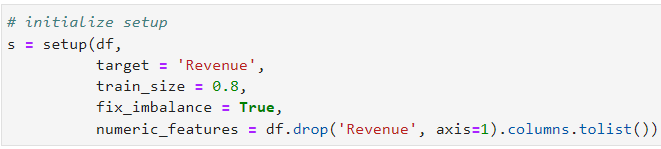 # initialize setup
s = setup(df,
          target = 'Revenue',
          train_size = 0.8,
          fix_imbalance = True,
          numeric_features = df.drop('Revenue', axis=1).columns.tolist())